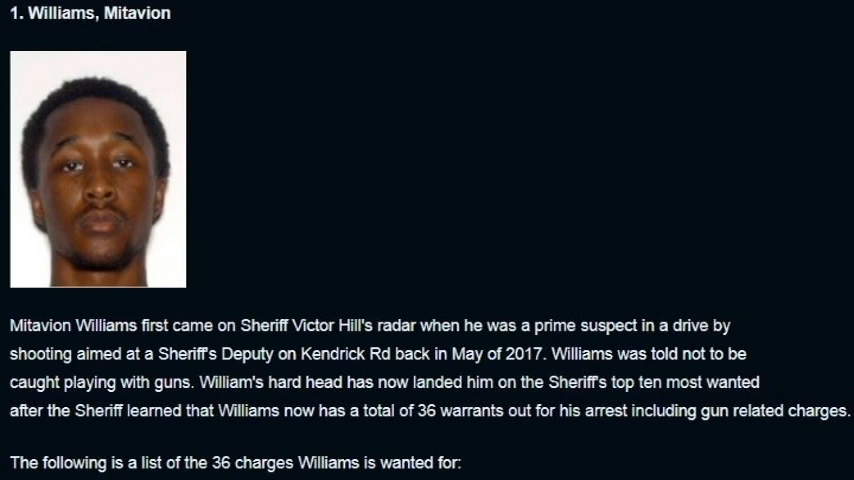 1. Williams, Mitavion
Mitavion Williams first came on Sheriff Victor Hill's radar when he was a prime suspect in a drive by
shooting aimed at a Sheriff's Deputy on Kendrick Rd back in May of 2017. Williams was told not to be
caught playing with guns. William's hard head has now landed him on the Sheriff's top ten most wanted
after the Sheriff learned that Williams now has a total of 36 warrants out for his arrest including gun related charges.
The following is a list of the 36 charges Williams is wanted for: